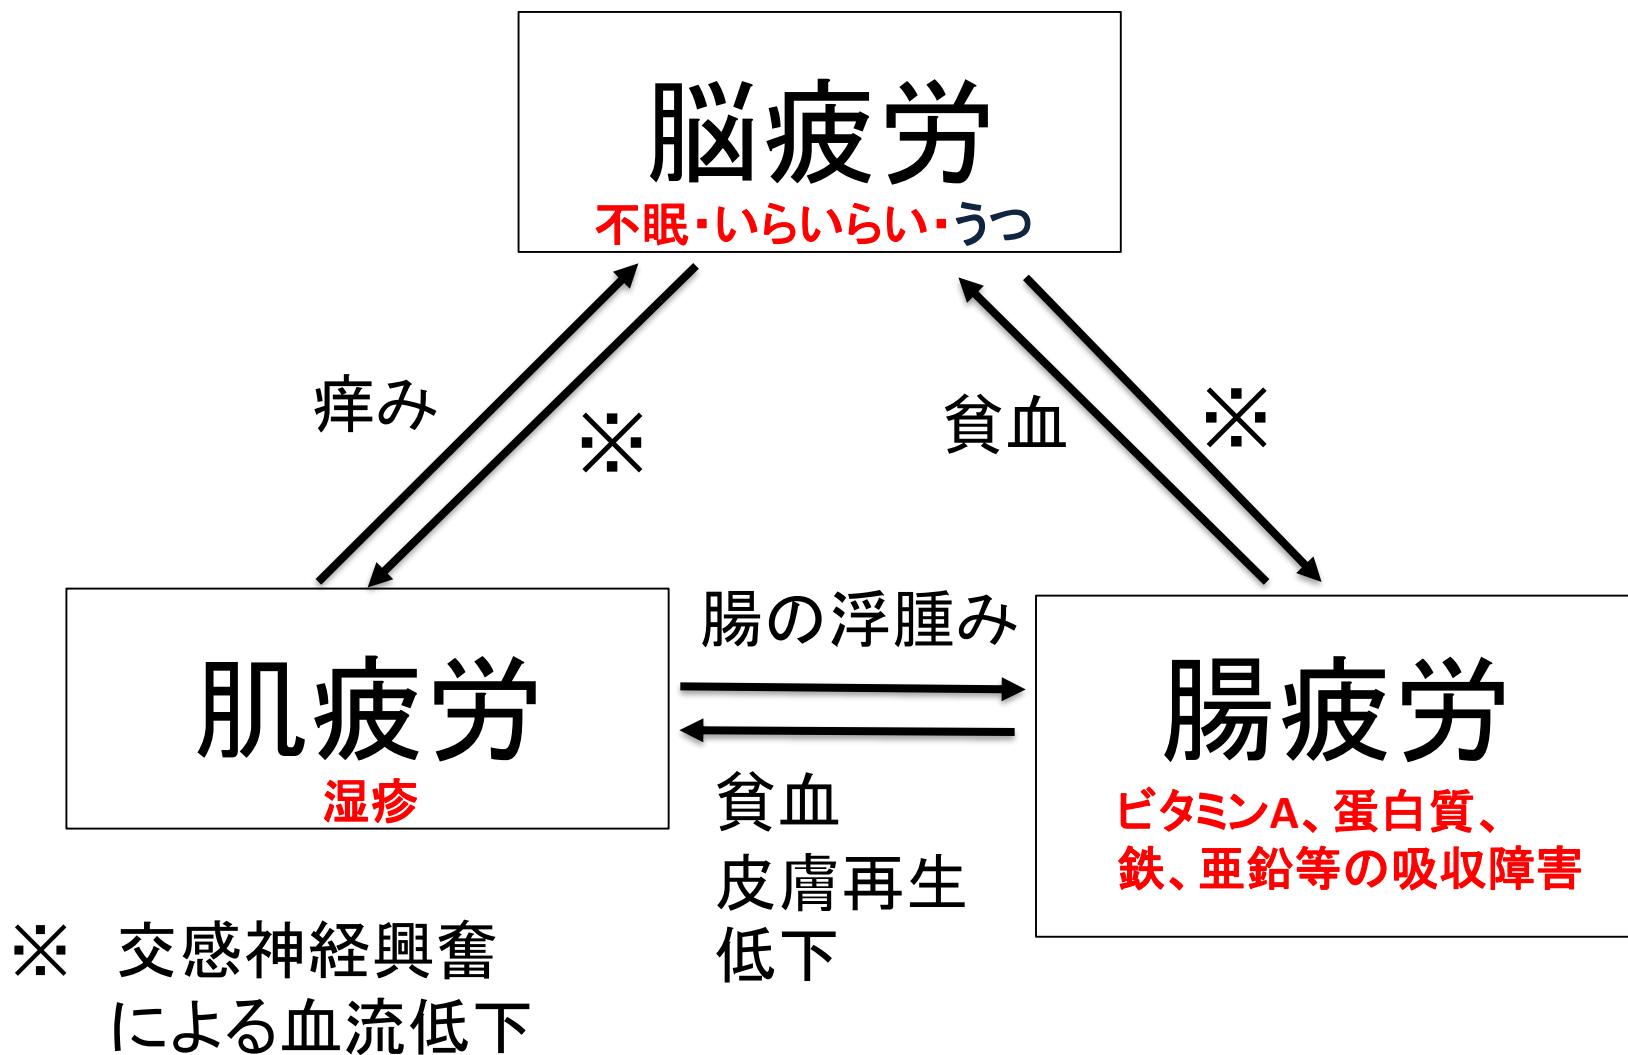 脳疲労
不眠・いらいらい・うつ
痒み
※
貧血
※
腸の浮腫み
肌疲労
湿疹
腸疲労
ビタミンA、蛋白質、
鉄、亜鉛等の吸収障害
貧血
皮膚再生
低下
※　交感神経興奮
による血流低下